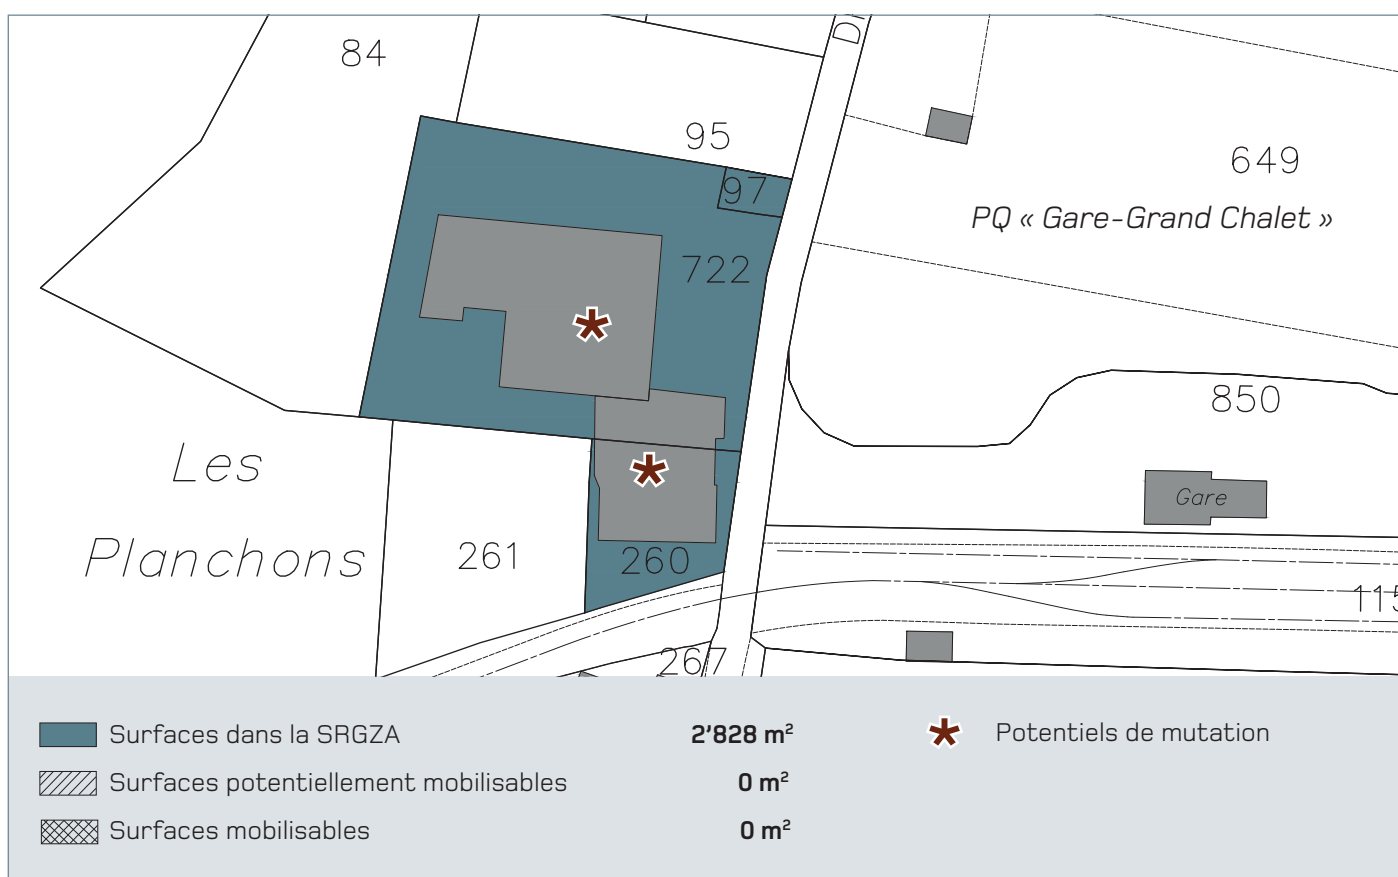 84
95
97
649
PQ « Gare-Grand Chalet »
722
850
Les
Planchons
Gare
261
260
115
267
Surfaces dans la SRGZA 2’828 m²
Potentiels de mutation
Surfaces potentiellement mobilisables 0 m²
Surfaces mobilisables 0 m²